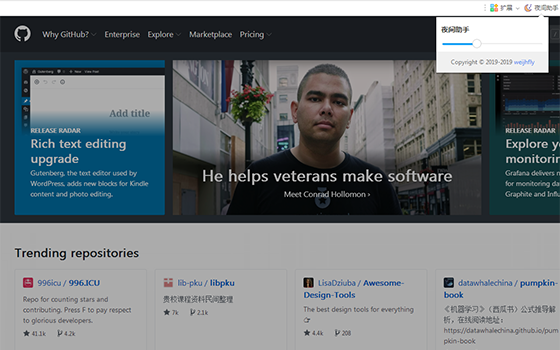 扩展 夜间助手
夜间助手
Copyright © 2019-2019 weijhfly
Why GitHub? Enterprise Explore Marketplace Pricing
Add title
RELEASE RADAR
Rich text editing
upgrade
Gutenberg, the text editor used by
WordPress, adds new blocks for Kindle
content and photo editing.
He helps veterans make software
Meet Conrad Hollomon ›
RELEASE RADAR
Explore yo
monitoring
Grafana delivers n
for monitoring da
Graphite and Influ
Trending repositories
996icu / 996.ICU
Repo for counting stars and
contributing. Press F to pay respect
to glorious developers.
41.1k 4.2k
lib-pku / libpku
贵校课程资料民间整理
7k 2.1k
LisaDziuba / Awesome-
Design-Tools
The best design tools for everything
4.4k 208
datawhalechina / pumpkin-
book
《机器学习》（西瓜书）公式推导解
析，在线阅读地址：
https://datawhalechina.github.io/pum
pkin-book